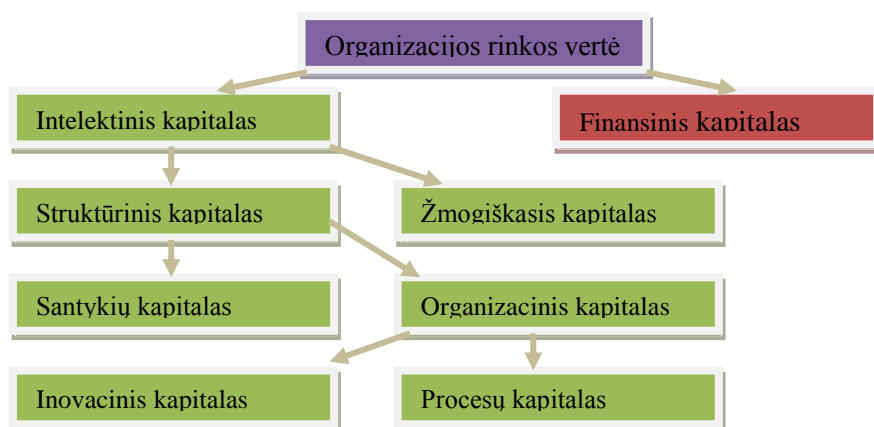 Organizacijos rinkos vertė
Intelektinis kapitalas
Finansinis kapitalas
Struktūrinis kapitalas
Žmogiškasis kapitalas
Santykių kapitalas
Organizacinis kapitalas
Inovacinis kapitalas
Procesų kapitalas